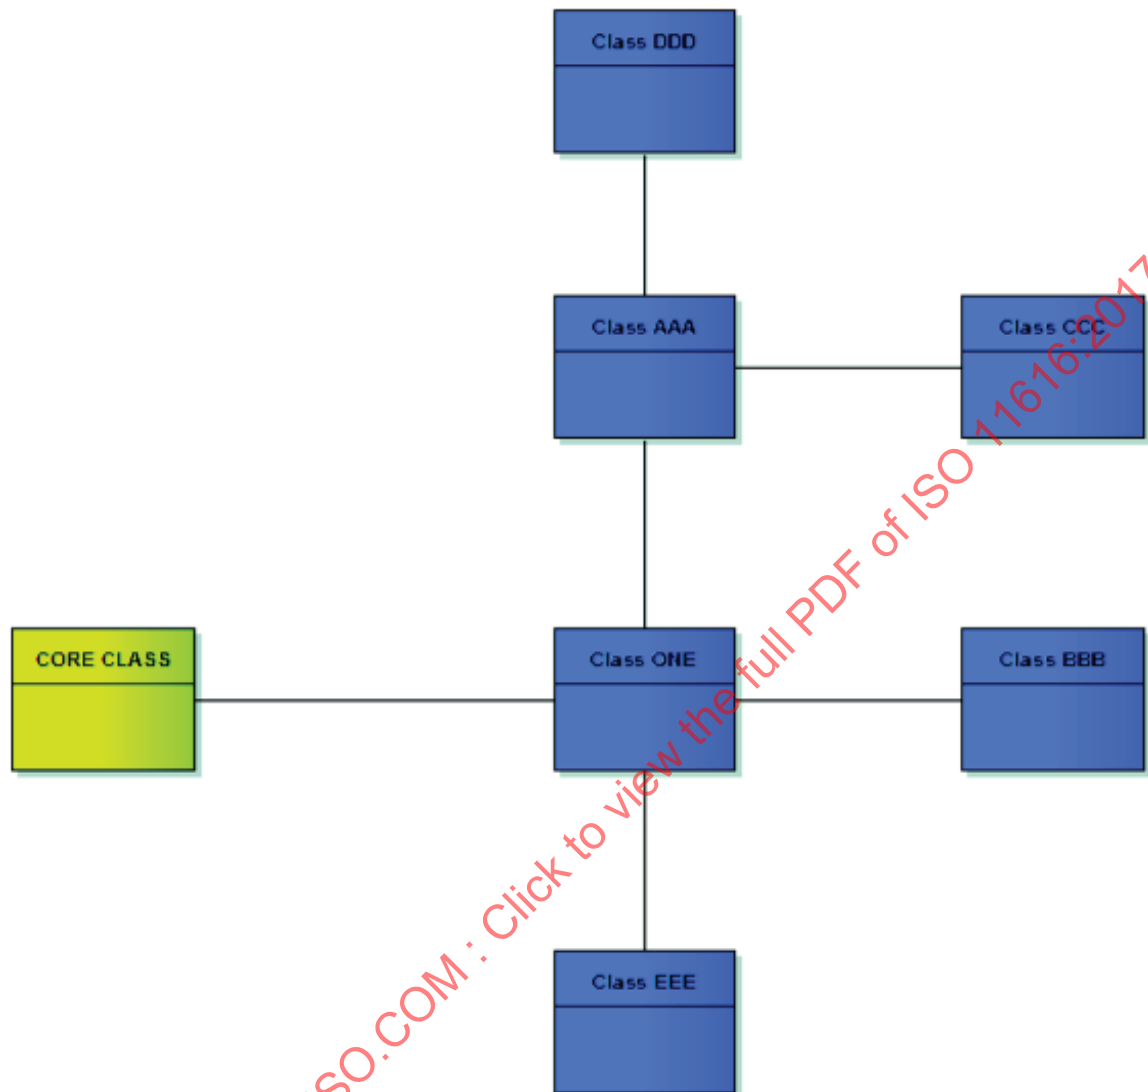 Class DDD
Class AAA
Class CCC
CORE CLASS
Class ONE
Class BBB
Class EEE
ISO.COM : Click to view the full PDF of ISO 11616:2017